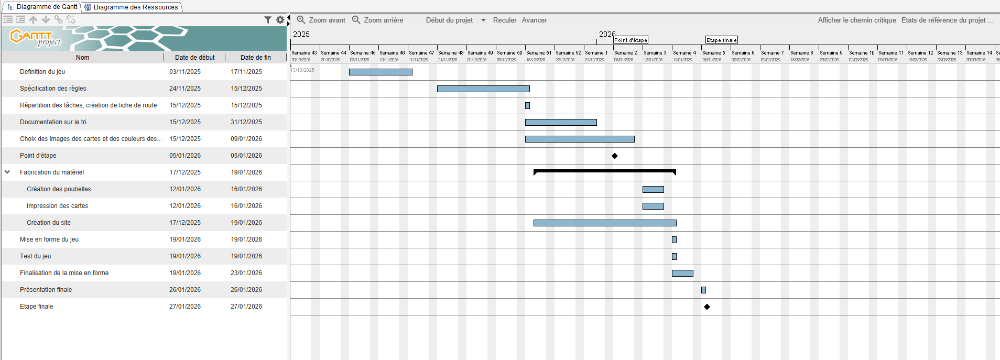 Diagramme de Gantt Diagramme des Ressources
Zoom avant Zoom arrière Début du projet Reculer Avancer Afficher le chemin critique Etats de référence du projet ...
GANTT project
2025 2026
Point d'étape Etape finale
Nom Date de début Date de fin
Semaine 43 Semaine 44 Semaine 45 Semaine 46 Semaine 47 Semaine 48 Semaine 49 Semaine 50 Semaine 51 Semaine 52 Semaine 1 Semaine 2 Semaine 3 Semaine 4 Semaine 5 Semaine 6 Semaine 7 Semaine 8 Semaine 9 Semaine 10 Semaine 11 Semaine 12 Semaine 13 Semaine 14
20/10/2025 27/10/2025 03/11/2025 10/11/2025 17/11/2025 24/11/2025 01/12/2025 08/12/2025 15/12/2025 22/12/2025 29/12/2025 05/01/2026 12/01/2026 19/01/2026 26/01/2026 02/02/2026 09/02/2026 16/02/2026 23/02/2026 02/03/2026 09/03/2026 16/03/2026 23/03/2026 30/03/2026
13/10/2025
Définition du jeu 03/11/2025 17/11/2025
Spécification des règles 24/11/2025 15/12/2025
Répartition des tâches, création de fiche de route 15/12/2025 15/12/2025
Documentation sur le tri 15/12/2025 31/12/2025
Choix des images des cartes et des couleurs des... 15/12/2025 09/01/2026
Point d'étape 05/01/2026 05/01/2026
Fabrication du matériel 17/12/2025 19/01/2026
Création des poubelles 12/01/2026 16/01/2026
Impression des cartes 12/01/2026 16/01/2026
Création du site 17/12/2025 19/01/2026
Mise en forme du jeu 19/01/2026 19/01/2026
Test du jeu 19/01/2026 19/01/2026
Finalisation de la mise en forme 19/01/2026 23/01/2026
Présentation finale 26/01/2026 26/01/2026
Etape finale 27/01/2026 27/01/2026